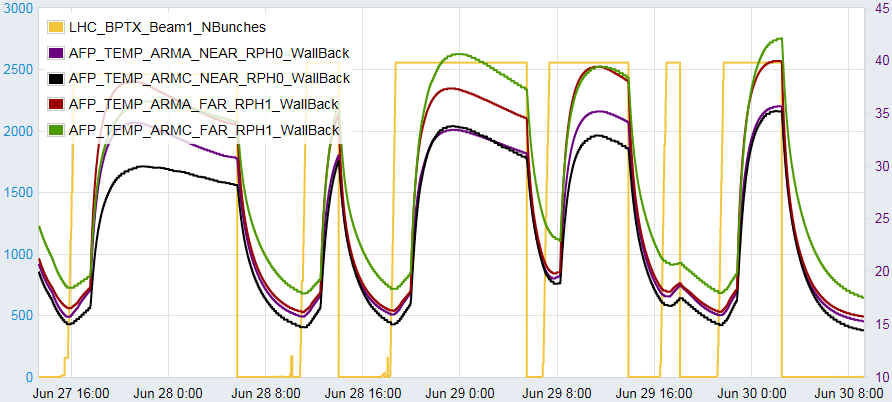 3000 45
LHC_BPTX_Beam1_NBunches
AFP_TEMP_ARMA_NEAR_RPH0_WallBack
2500 40
AFP_TEMP_ARMC_NEAR_RPH0_WallBack
AFP_TEMP_ARMA_FAR_RPH1_WallBack
2000 35
AFP_TEMP_ARMC_FAR_RPH1_WallBack
30
1500
25
1000
20
500 15
0 10
Jun 27 16:00 Jun 28 0:00 Jun 28 8:00 Jun 28 16:00 Jun 29 0:00 Jun 29 8:00 Jun 29 16:00 Jun 30 0:00 Jun 30 8:00